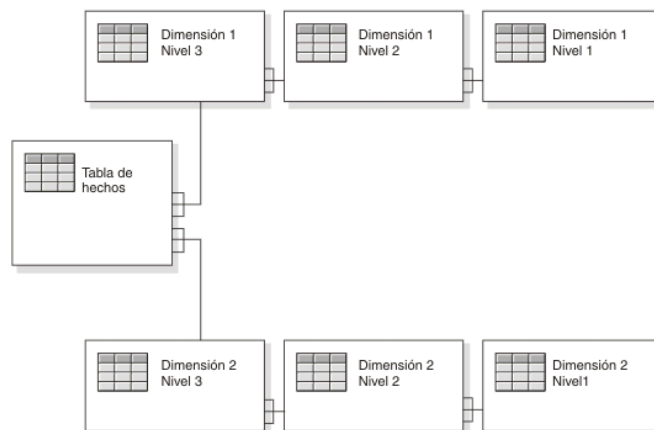 Dimensión 1
Nivel 3
Dimensión 1
Nivel 2
Dimensión 1
Nivel 1
Tabla de
hechos
Dimensión 2
Nivel 3
Dimensión 2
Nivel 2
Dimensión 2
Nivel1